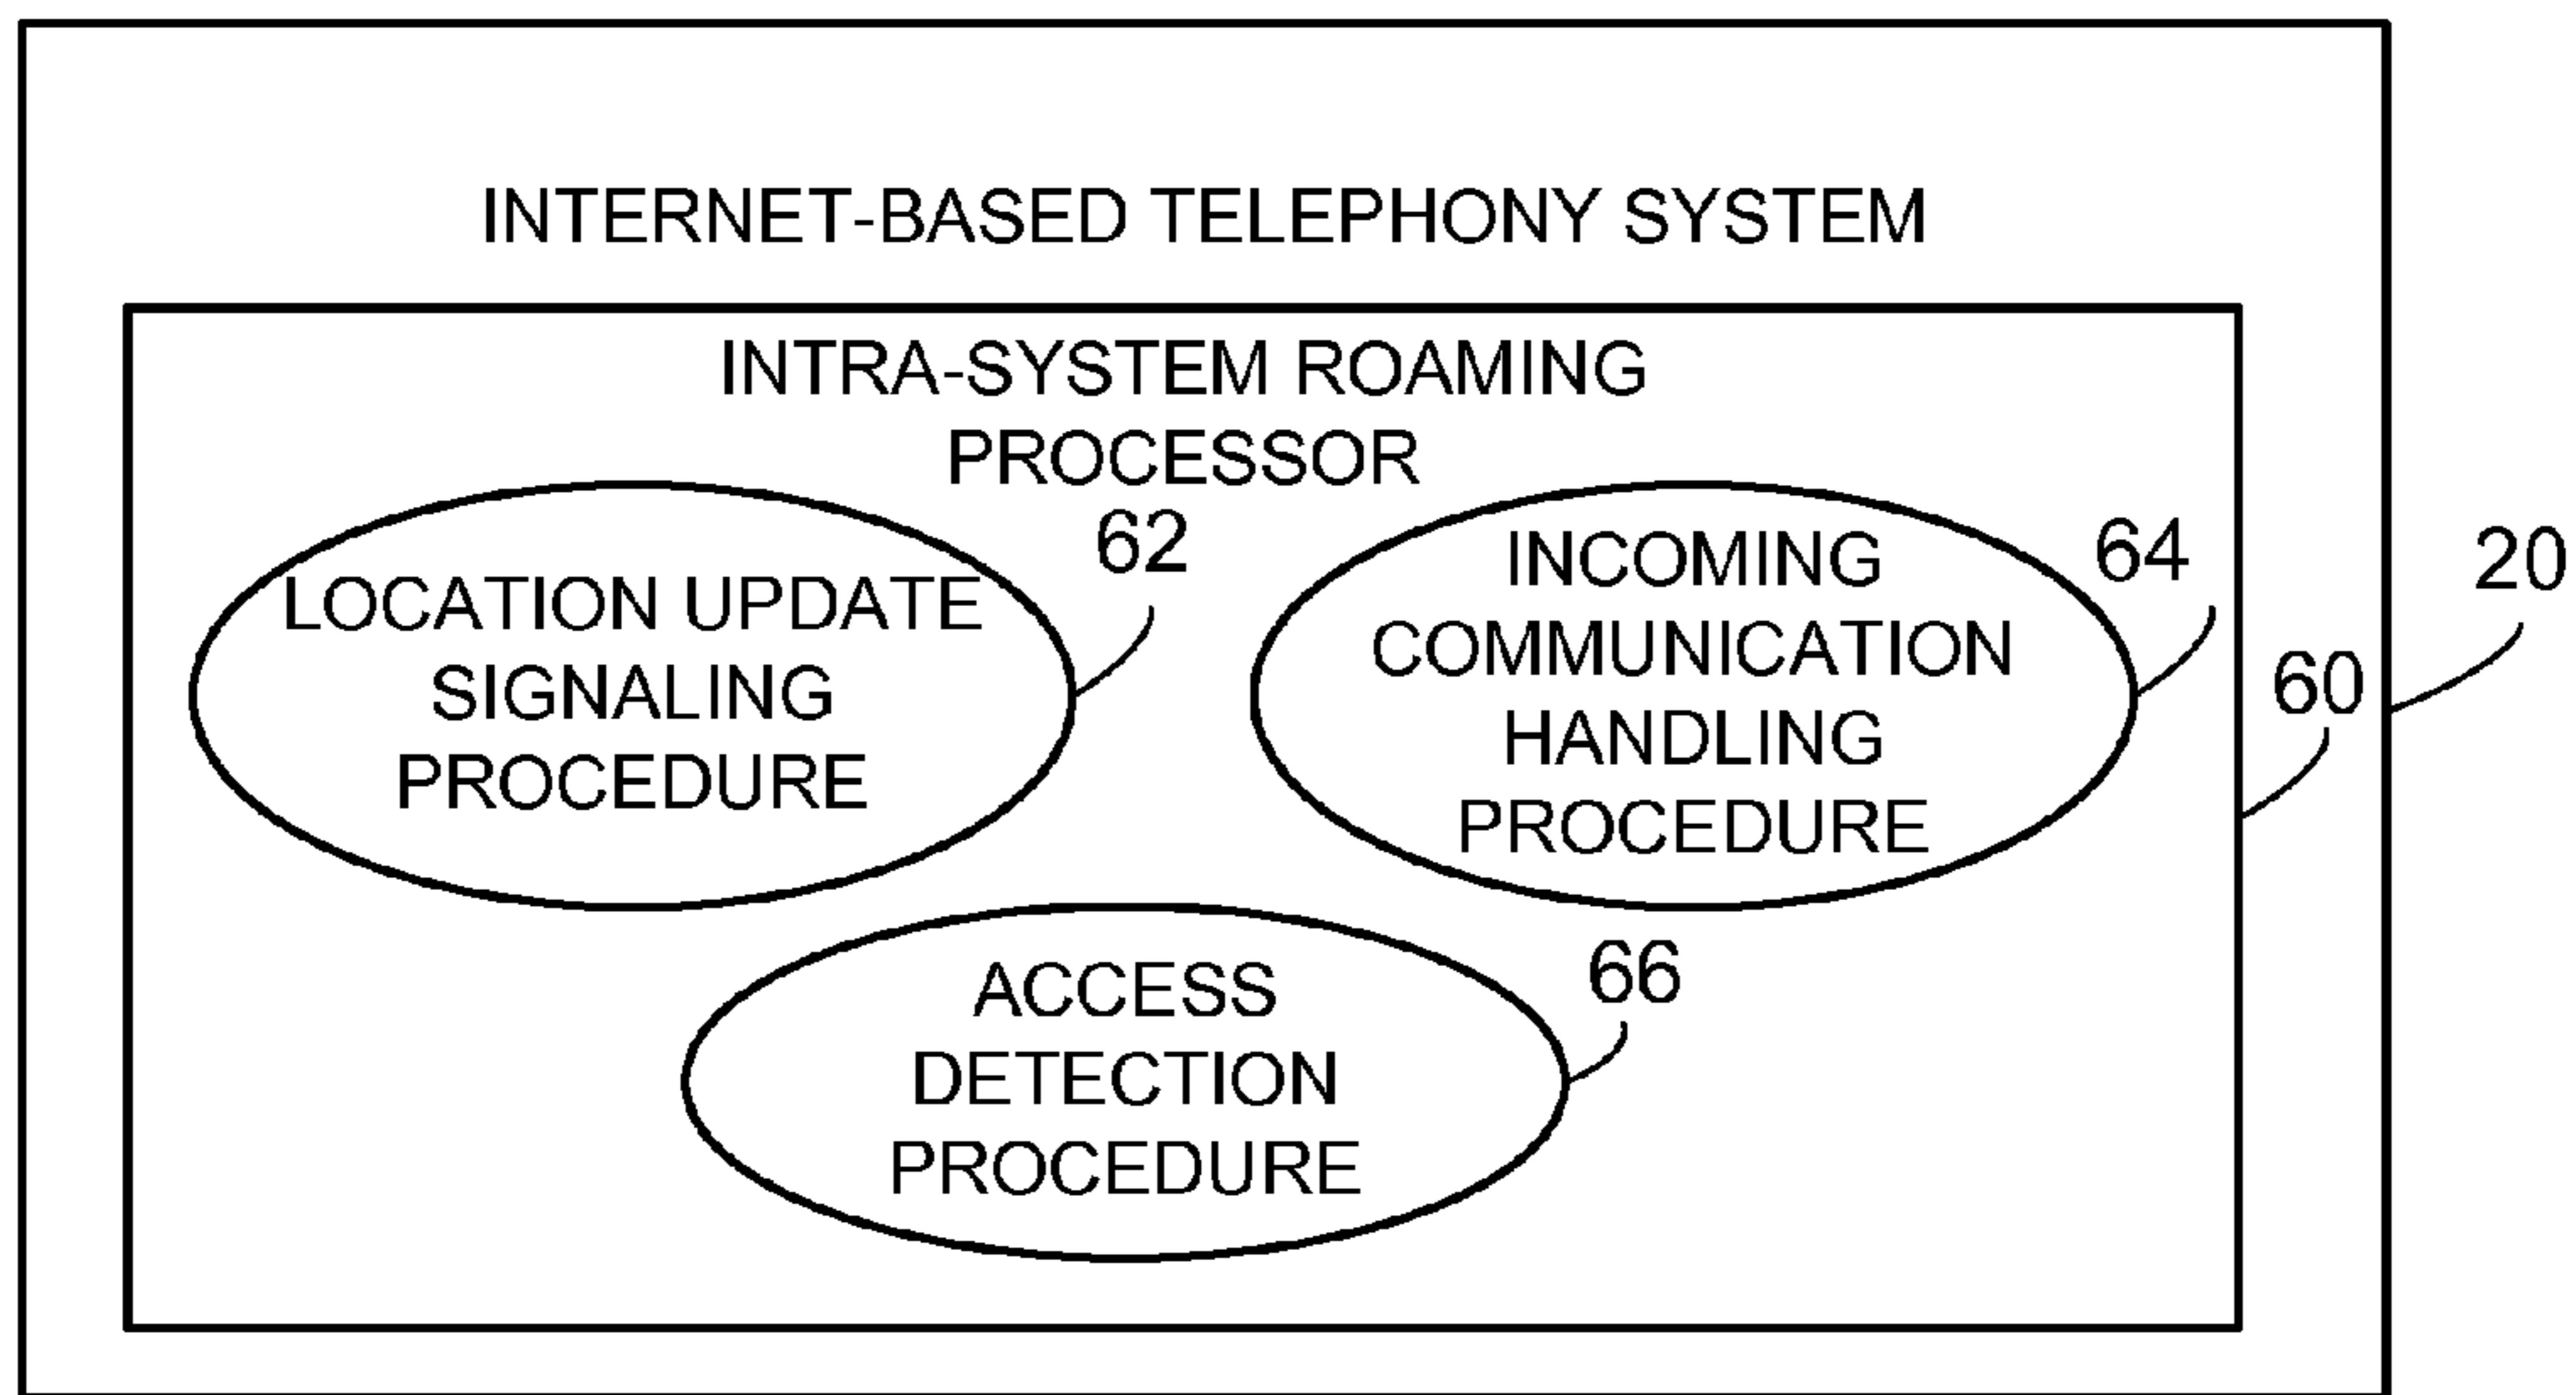 INTERNET-BASED TELEPHONY SYSTEM
INTRA-SYSTEM ROAMING
PROCESSOR
62
LOCATION UPDATE
SIGNALING
PROCEDURE
64
INCOMING
COMMUNICATION
HANDLING
PROCEDURE
20
60
66
ACCESS
DETECTION
PROCEDURE